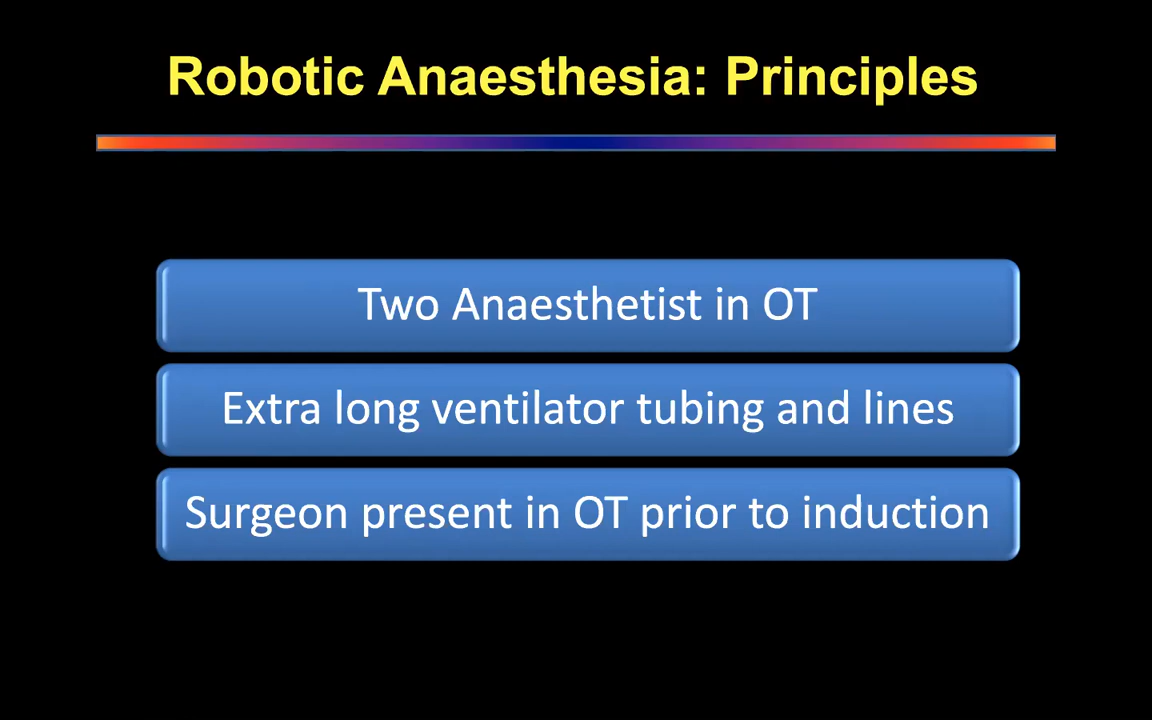 Robotic Anaesthesia: Principles
Two Anaesthetist in OT
Extra long ventilator tubing and lines
Surgeon present in OT prior to induction